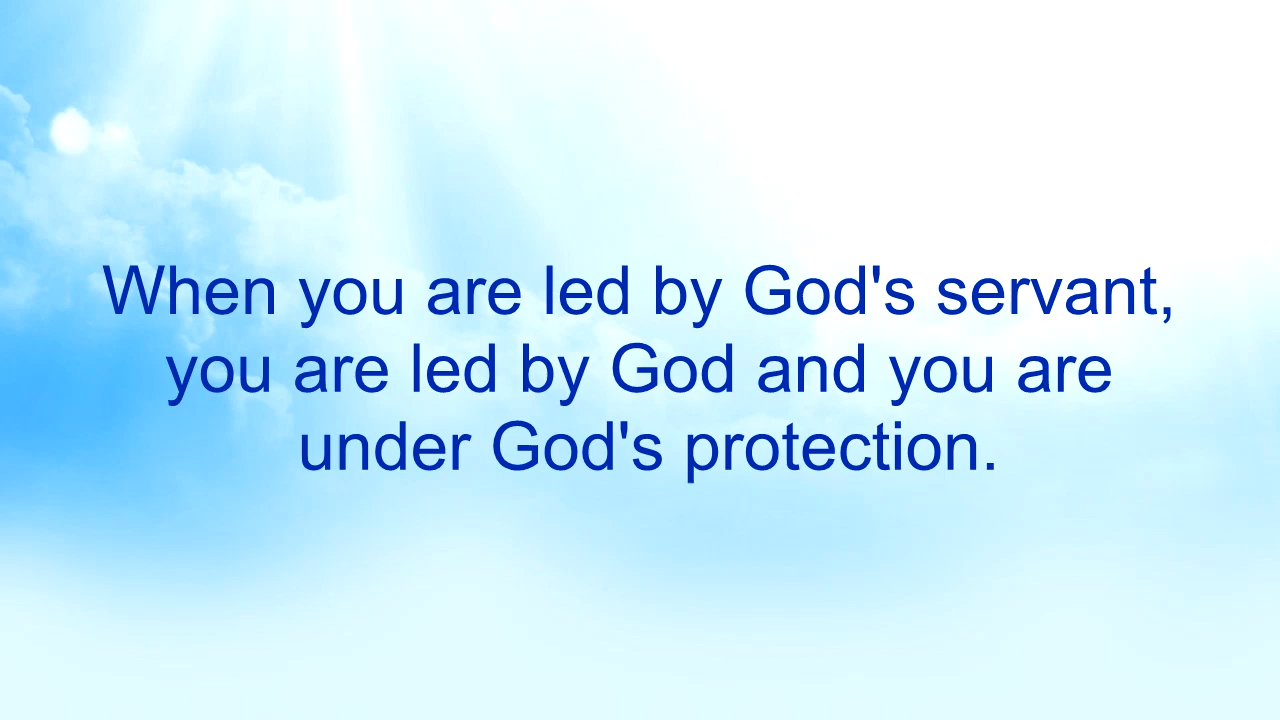 When you are led by God's servant,
you are led by God and you are
under God's protection.